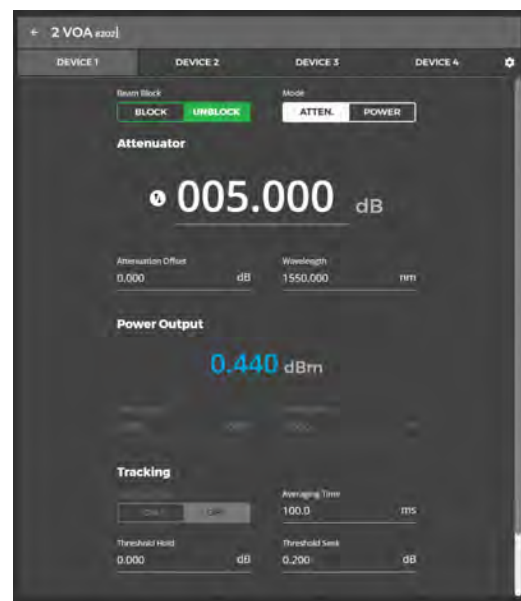 ← 2 VOA
DEVICE 1 DEVICE 2 DEVICE 3 DEVICE 4
Beam Block Mode
BLOCK UNBLOCK ATTEN. POWER
Attenuator
005.000 dB
Attenuation Offset Wavelength
0.000 dB 1550.000 nm
Power Output
0.440 dBm
Tracking
Averaging Time
100.0 ms
Threshold Hold Threshold Seek
0.000 dB 0.200 dB